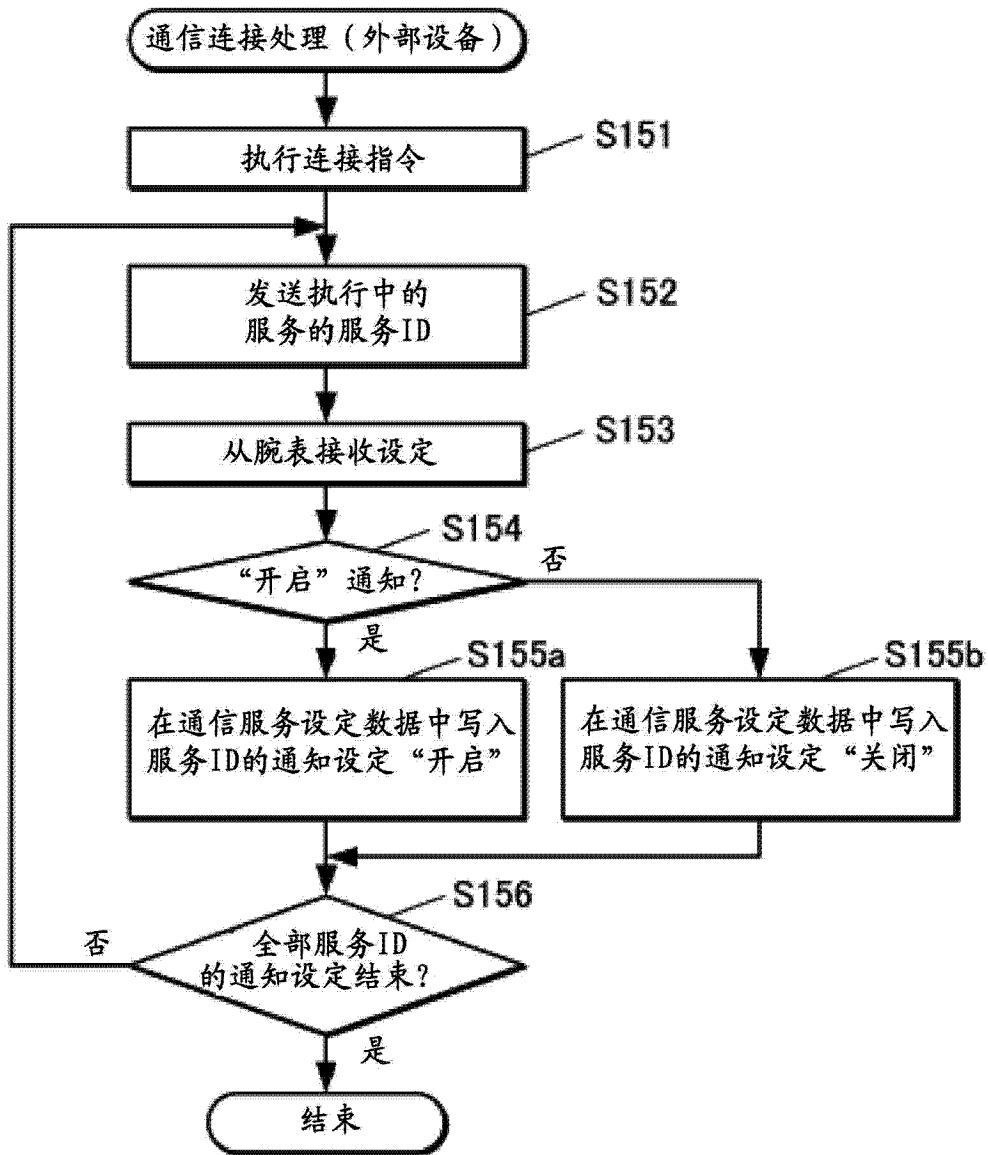 通信连接处理（外部设备）
S151
执行连接指令
S152
发送执行中的
服务的服务ID
S153
从腕表接收设定
S154
“开启”通知？
否
是
S155a
在通信服务设定数据中写入
服务ID的通知设定“开启”
S155b
在通信服务设定数据中写入
服务ID的通知设定“关闭”
S156
全部服务ID
的通知设定结束？
否
是
结束